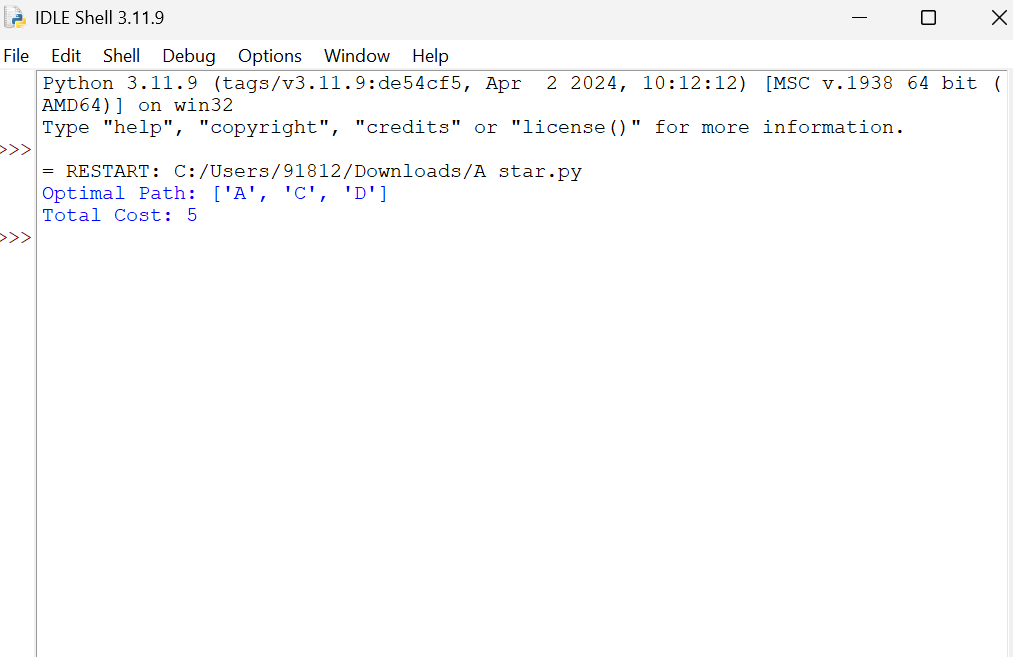 IDLE Shell 3.11.9
File Edit Shell Debug Options Window Help
Python 3.11.9 (tags/v3.11.9:de54cf5, Apr  2 2024, 10:12:12) [MSC v.1938 64 bit (
AMD64)] on win32
Type "help", "copyright", "credits" or "license()" for more information.
>>>
= RESTART: C:/Users/91812/Downloads/A star.py
Optimal Path: ['A', 'C', 'D']
Total Cost: 5
>>>